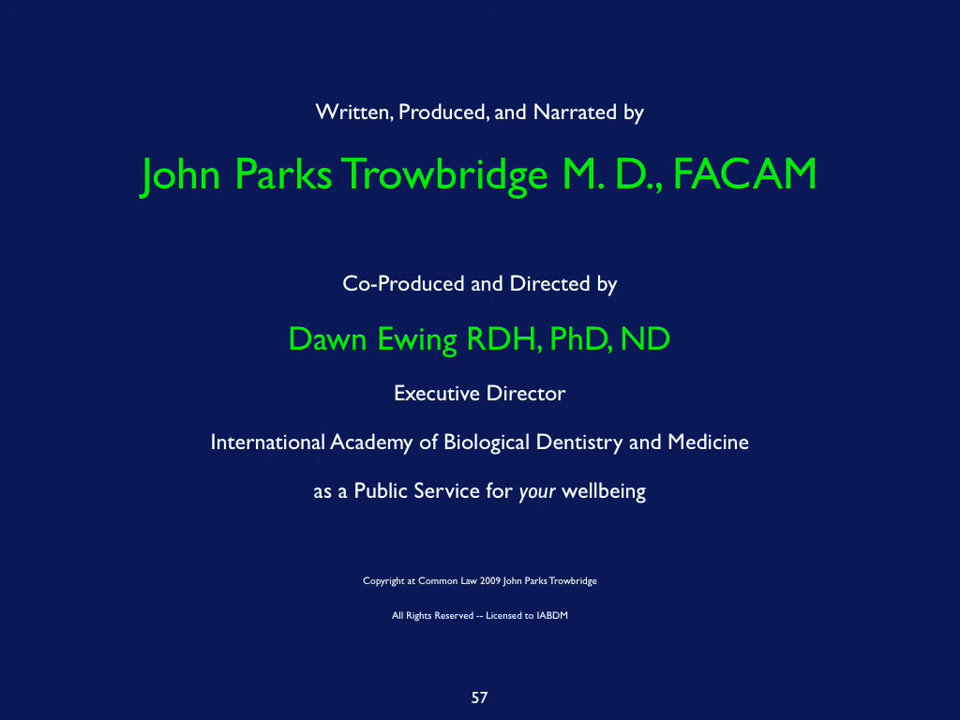 Written, Produced, and Narrated by
John Parks Trowbridge M. D., FACAM
Co-Produced and Directed by
Dawn Ewing RDH, PhD, ND
Executive Director
International Academy of Biological Dentistry and Medicine
as a Public Service for your wellbeing
Copyright at Common Law 2009 John Parks Trowbridge
All Rights Reserved -- Licensed to IABDM
57